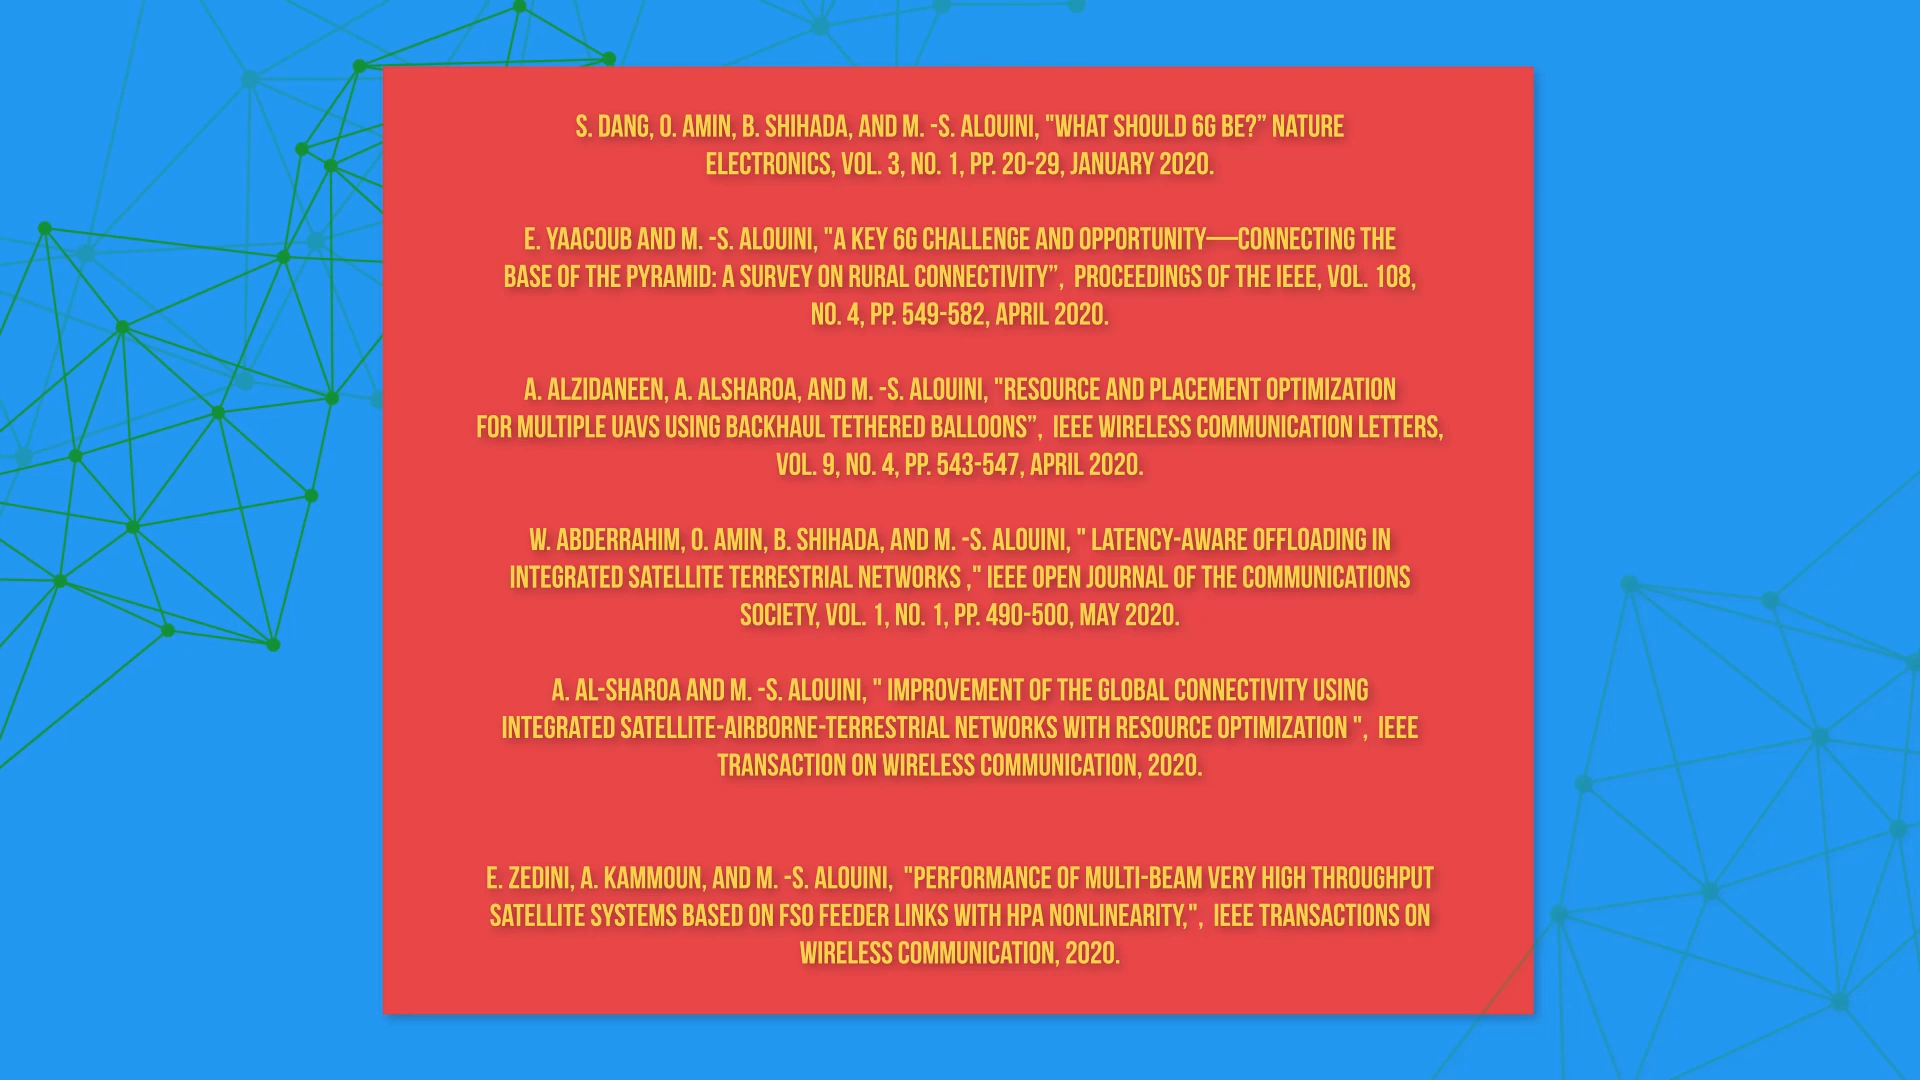 S. DANG, O. AMIN, B. SHIHADA, AND M. -S. ALOUINI, "WHAT SHOULD 6G BE?” NATURE
ELECTRONICS, VOL. 3, NO. 1, PP. 20-29, JANUARY 2020.
E. YAACOUB AND M. -S. ALOUINI, "A KEY 6G CHALLENGE AND OPPORTUNITY—CONNECTING THE
BASE OF THE PYRAMID: A SURVEY ON RURAL CONNECTIVITY”, PROCEEDINGS OF THE IEEE, VOL. 108,
NO. 4, PP. 549-582, APRIL 2020.
A. ALZIDANEEN, A. ALSHAROA, AND M. -S. ALOUINI, "RESOURCE AND PLACEMENT OPTIMIZATION
FOR MULTIPLE UAVS USING BACKHAUL TETHERED BALLOONS”, IEEE WIRELESS COMMUNICATION LETTERS,
VOL. 9, NO. 4, PP. 543-547, APRIL 2020.
W. ABDERRAHIM, O. AMIN, B. SHIHADA, AND M. -S. ALOUINI, " LATENCY-AWARE OFFLOADING IN
INTEGRATED SATELLITE TERRESTRIAL NETWORKS ," IEEE OPEN JOURNAL OF THE COMMUNICATIONS
SOCIETY, VOL. 1, NO. 1, PP. 490-500, MAY 2020.
A. AL-SHAROA AND M. -S. ALOUINI, " IMPROVEMENT OF THE GLOBAL CONNECTIVITY USING
INTEGRATED SATELLITE-AIRBORNE-TERRESTRIAL NETWORKS WITH RESOURCE OPTIMIZATION ", IEEE
TRANSACTION ON WIRELESS COMMUNICATION, 2020.
E. ZEDINI, A. KAMMOUN, AND M. -S. ALOUINI, "PERFORMANCE OF MULTI-BEAM VERY HIGH THROUGHPUT
SATELLITE SYSTEMS BASED ON FSO FEEDER LINKS WITH HPA NONLINEARITY,", IEEE TRANSACTIONS ON
WIRELESS COMMUNICATION, 2020.